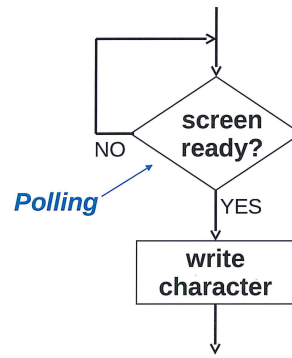 screen
ready?
NO
Polling
YES
write
character